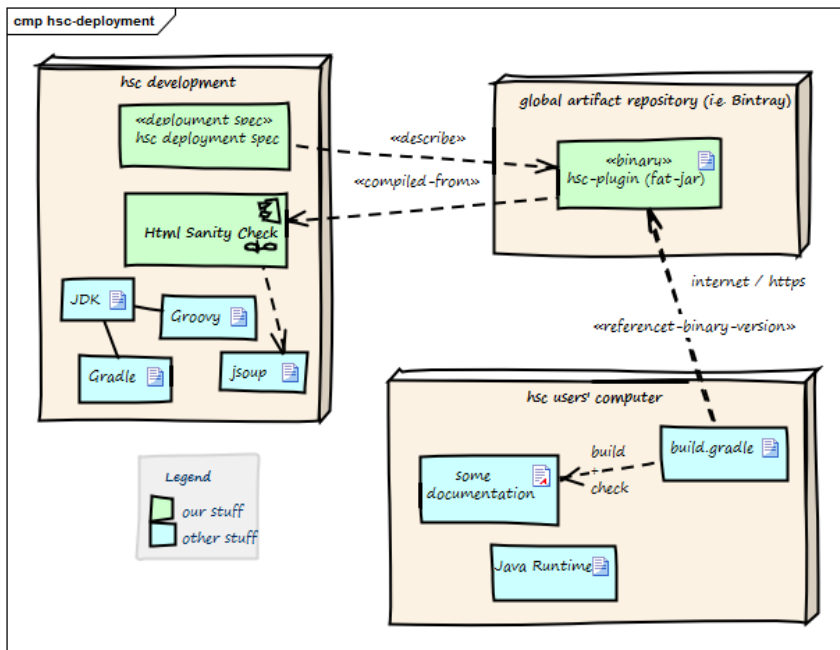 cmp hsc-deployment
hsc development
«deploument spec»
hsc deployment spec
Html Sanity Check
JDK
Groovy
Gradle
jsoup
«describe»
«compiled-from»
global artifact repository (i.e. Bintray)
«binary»
hsc-plugin (fat-jar)
internet / https
«referencet-binary-version»
hsc users' computer
some
documentation
build
+
check
build.gradle
Java Runtime
Legend
our stuff
other stuff